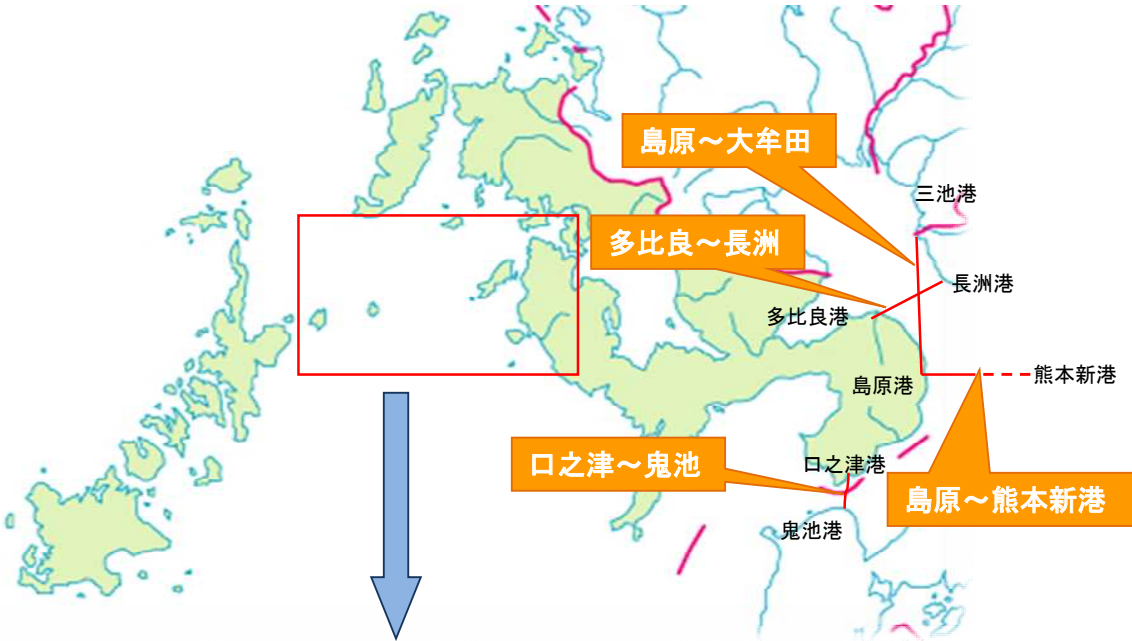 島原～大牟田
三池港
多比良～長洲
長洲港
多比良港
熊本新港
島原港
口之津～鬼池
口之津港
島原～熊本新港
鬼池港